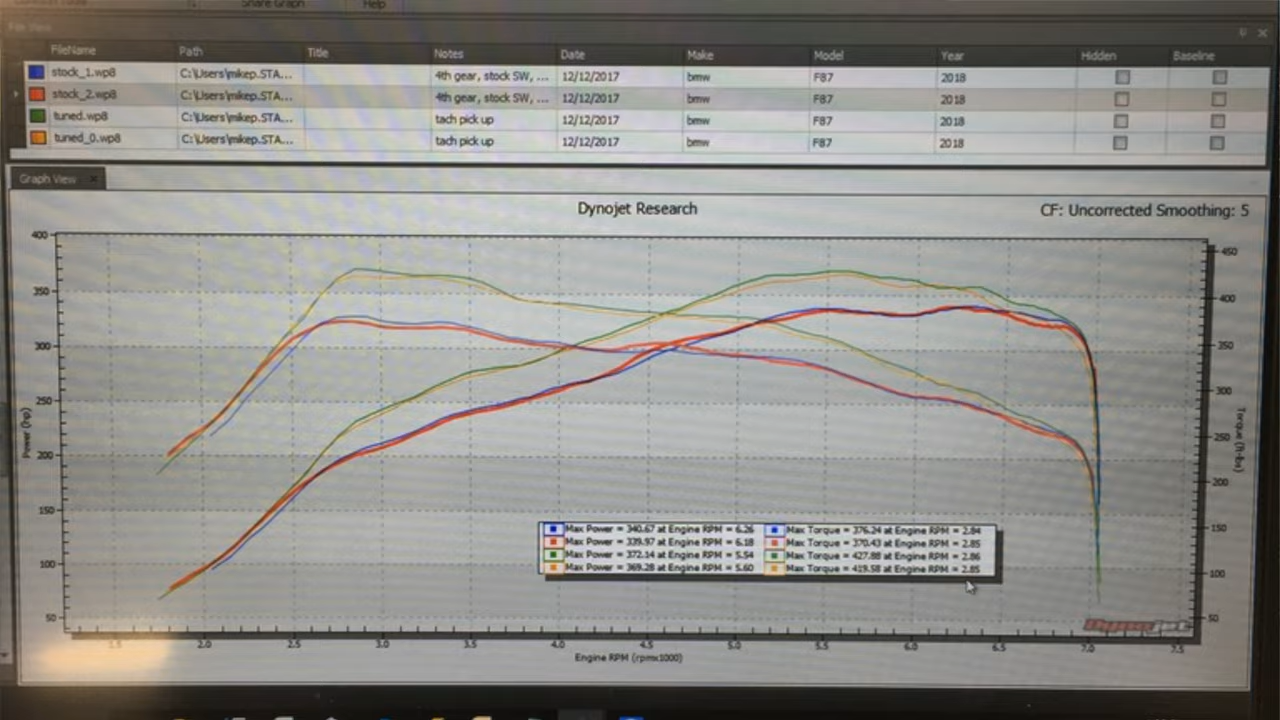 Share Graph Help
File View
FileName Path Title Notes Date Make Model Year Hidden Baseline
stock_1.wp8 C:\Users\mikep.STA... 4th gear, stock SW, ... 12/12/2017 bmw F87 2018
stock_2.wp8 C:\Users\mikep.STA... 4th gear, stock SW, ... 12/12/2017 bmw F87 2018
tuned.wp8 C:\Users\mikep.STA... tach pick up 12/12/2017 bmw F87 2018
tuned_0.wp8 C:\Users\mikep.STA... tach pick up 12/12/2017 bmw F87 2018
Graph View
Dynojet Research
CF: Uncorrected Smoothing: 5
400 450
350 400
300 350
250 300
Power (hp) Torque (ft-lbs)
250
200 200
150 150
100 100
50 50
Max Power = 340.67 at Engine RPM = 6.26 Max Torque = 376.24 at Engine RPM = 2.84
Max Power = 339.97 at Engine RPM = 6.18 Max Torque = 370.43 at Engine RPM = 2.85
Max Power = 372.14 at Engine RPM = 5.54 Max Torque = 427.88 at Engine RPM = 2.86
Max Power = 369.28 at Engine RPM = 5.60 Max Torque = 419.58 at Engine RPM = 2.85
Dynojet
1.5 2.0 2.5 3.0 3.5 4.0 4.5 5.0 5.5 6.0 6.5 7.0 7.5
Engine RPM (rpmx1000)